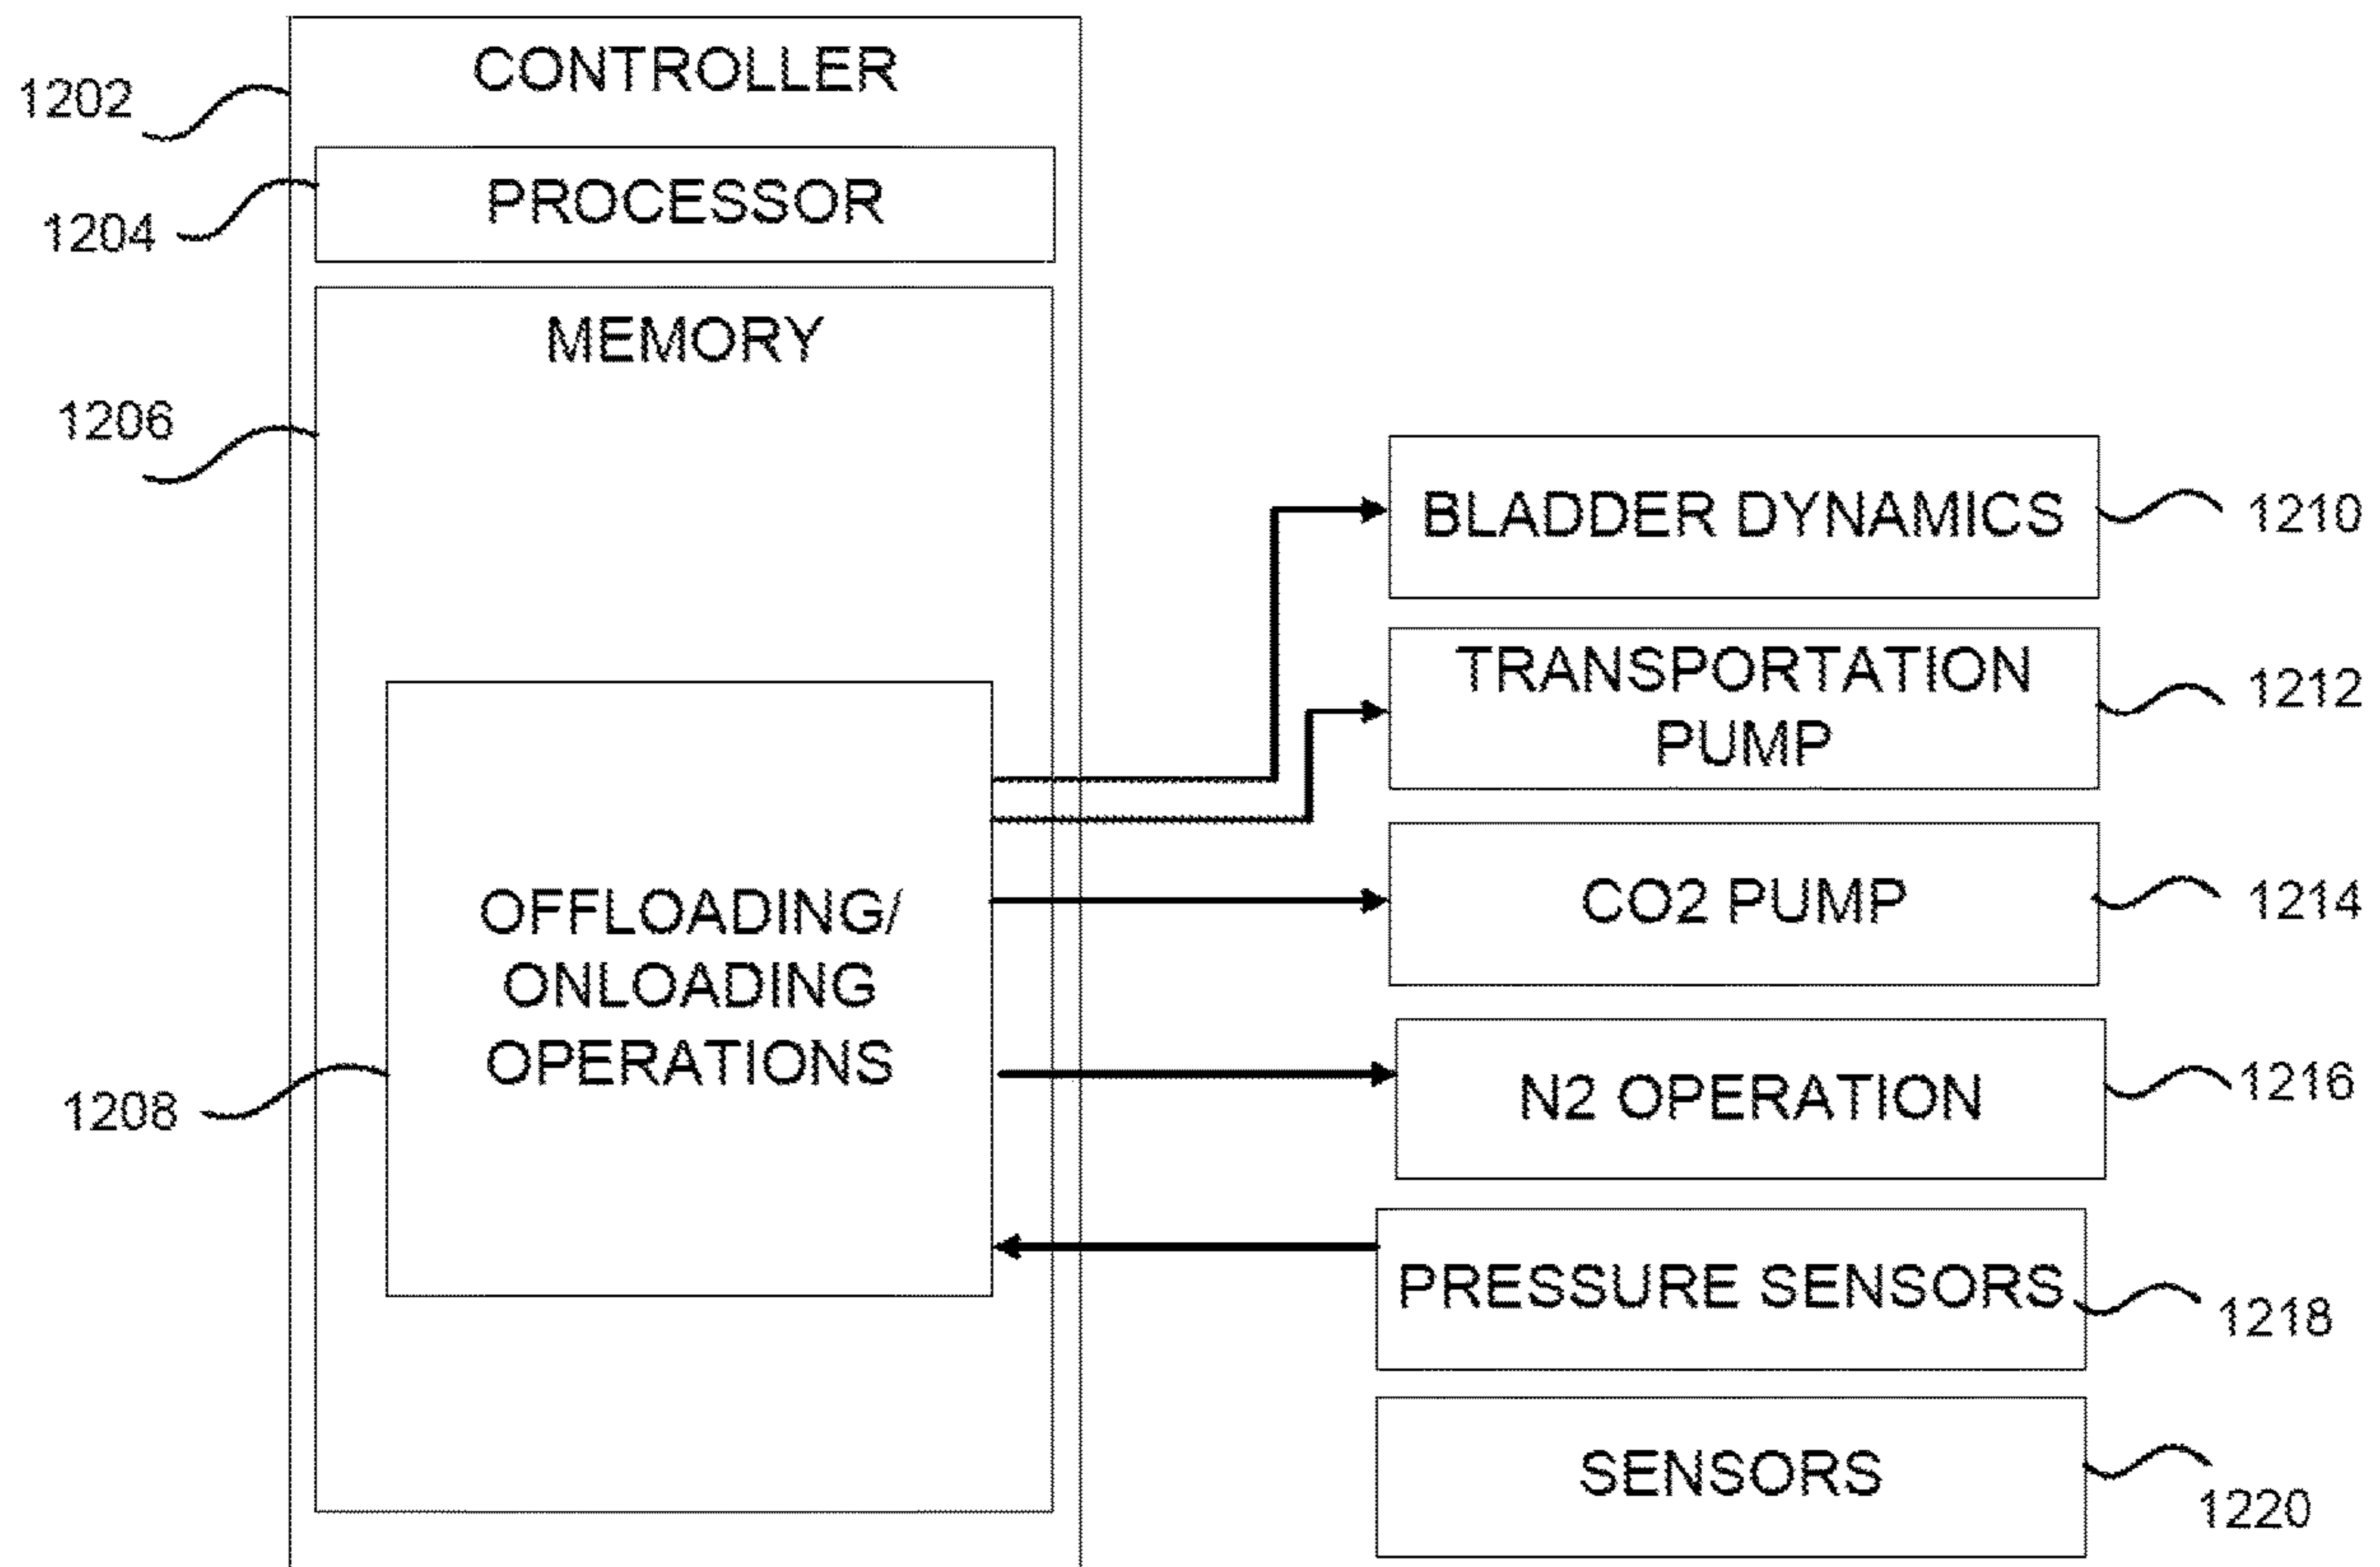 CONTROLLER
1202
PROCESSOR
1204
MEMORY
1206
BLADDER DYNAMICS
1210
TRANSPORTATION
PUMP
1212
OFFLOADING/
ONLOADING
OPERATIONS
1208
CO2 PUMP
1214
N2 OPERATION
1216
PRESSURE SENSORS
1218
SENSORS
1220